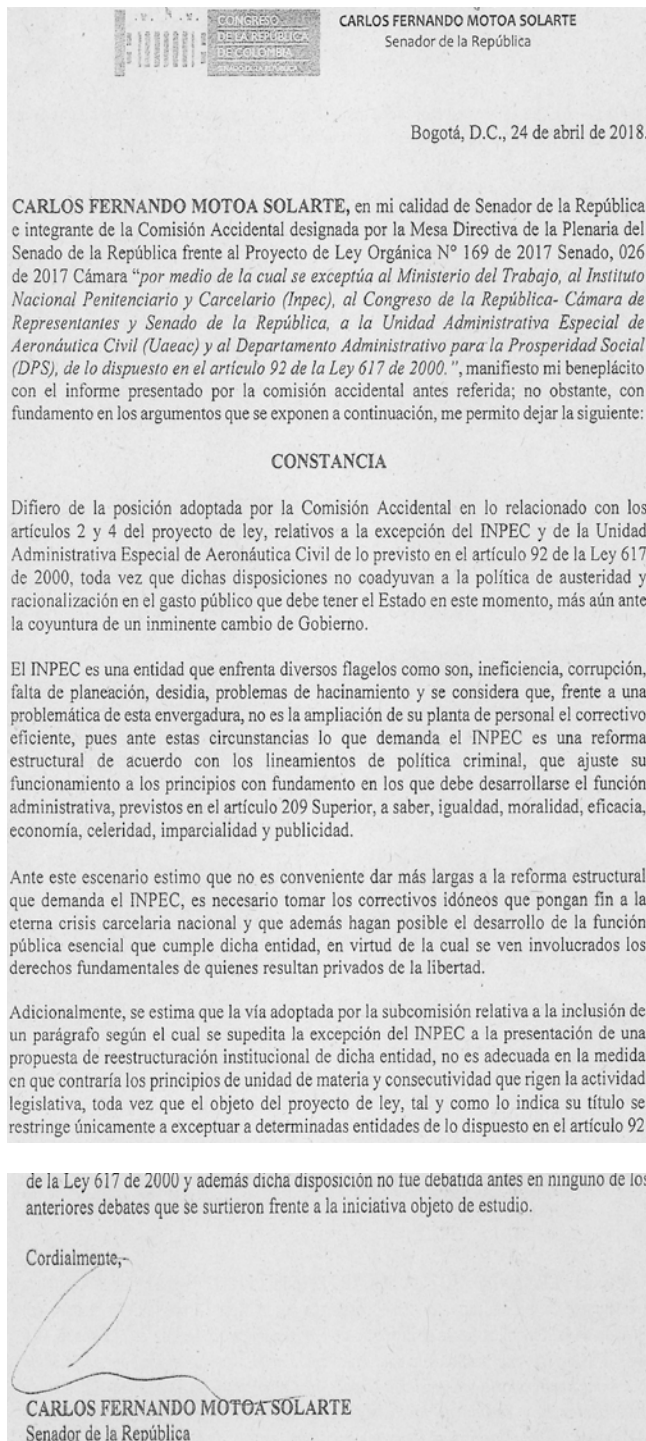 CONGRESO
DE LA REPÚBLICA
DE COLOMBIA
CARLOS FERNANDO MOTOA SOLARTE
Senador de la República
Bogotá, D.C., 24 de abril de 2018.
CARLOS FERNANDO MOTOA SOLARTE, en mi calidad de Senador de la República
e integrante de la Comisión Accidental designada por la Mesa Directiva de la Plenaria del
Senado de la República frente al Proyecto de Ley Orgánica N° 169 de 2017 Senado, 026
de 2017 Cámara “por medio de la cual se exceptúa al Ministerio del Trabajo, al Instituto
Nacional Penitenciario y Carcelario (Inpec), al Congreso de la República- Cámara de
Representantes y Senado de la República, a la Unidad Administrativa Especial de
Aeronáutica Civil (Uaeac) y al Departamento Administrativo para la Prosperidad Social
(DPS), de lo dispuesto en el artículo 92 de la Ley 617 de 2000.”, manifiesto mi beneplácito
con el informe presentado por la comisión accidental antes referida; no obstante, con
fundamento en los argumentos que se exponen a continuación, me permito dejar la siguiente:
CONSTANCIA
Difiero de la posición adoptada por la Comisión Accidental en lo relacionado con los
artículos 2 y 4 del proyecto de ley, relativos a la excepción del INPEC y de la Unidad
Administrativa Especial de Aeronáutica Civil de lo previsto en el artículo 92 de la Ley 617
de 2000, toda vez que dichas disposiciones no coadyuvan a la política de austeridad y
racionalización en el gasto público que debe tener el Estado en este momento, más aún ante
la coyuntura de un inminente cambio de Gobierno.
El INPEC es una entidad que enfrenta diversos flagelos como son, ineficiencia, corrupción,
falta de planeación, desidia, problemas de hacinamiento y se considera que, frente a una
problemática de esta envergadura, no es la ampliación de su planta de personal el correctivo
eficiente, pues ante estas circunstancias lo que demanda el INPEC es una reforma
estructural de acuerdo con los lineamientos de política criminal, que ajuste su
funcionamiento a los principios con fundamento en los que debe desarrollarse el función
administrativa, previstos en el artículo 209 Superior, a saber, igualdad, moralidad, eficacia,
economía, celeridad, imparcialidad y publicidad.
Ante este escenario estimo que no es conveniente dar más largas a la reforma estructural
que demanda el INPEC, es necesario tomar los correctivos idóneos que pongan fin a la
eterna crisis carcelaria nacional y que además hagan posible el desarrollo de la función
pública esencial que cumple dicha entidad, en virtud de la cual se ven involucrados los
derechos fundamentales de quienes resultan privados de la libertad.
Adicionalmente, se estima que la vía adoptada por la subcomisión relativa a la inclusión de
un parágrafo según el cual se supedita la excepción del INPEC a la presentación de una
propuesta de reestructuración institucional de dicha entidad, no es adecuada en la medida
en que contraría los principios de unidad de materia y consecutividad que rigen la actividad
legislativa, toda vez que el objeto del proyecto de ley, tal y como lo indica su título se
restringe únicamente a exceptuar a determinadas entidades de lo dispuesto en el artículo 92
de la Ley 617 de 2000 y además dicha disposición no fue debatida antes en ninguno de los
anteriores debates que se surtieron frente a la iniciativa objeto de estudio.
Cordialmente,
CARLOS FERNANDO MOTOA SOLARTE
Senador de la República